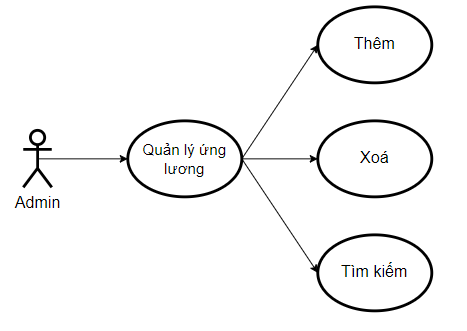 Thêm
Quản lý ứng
lương
Xoá
Admin
Tìm kiếm